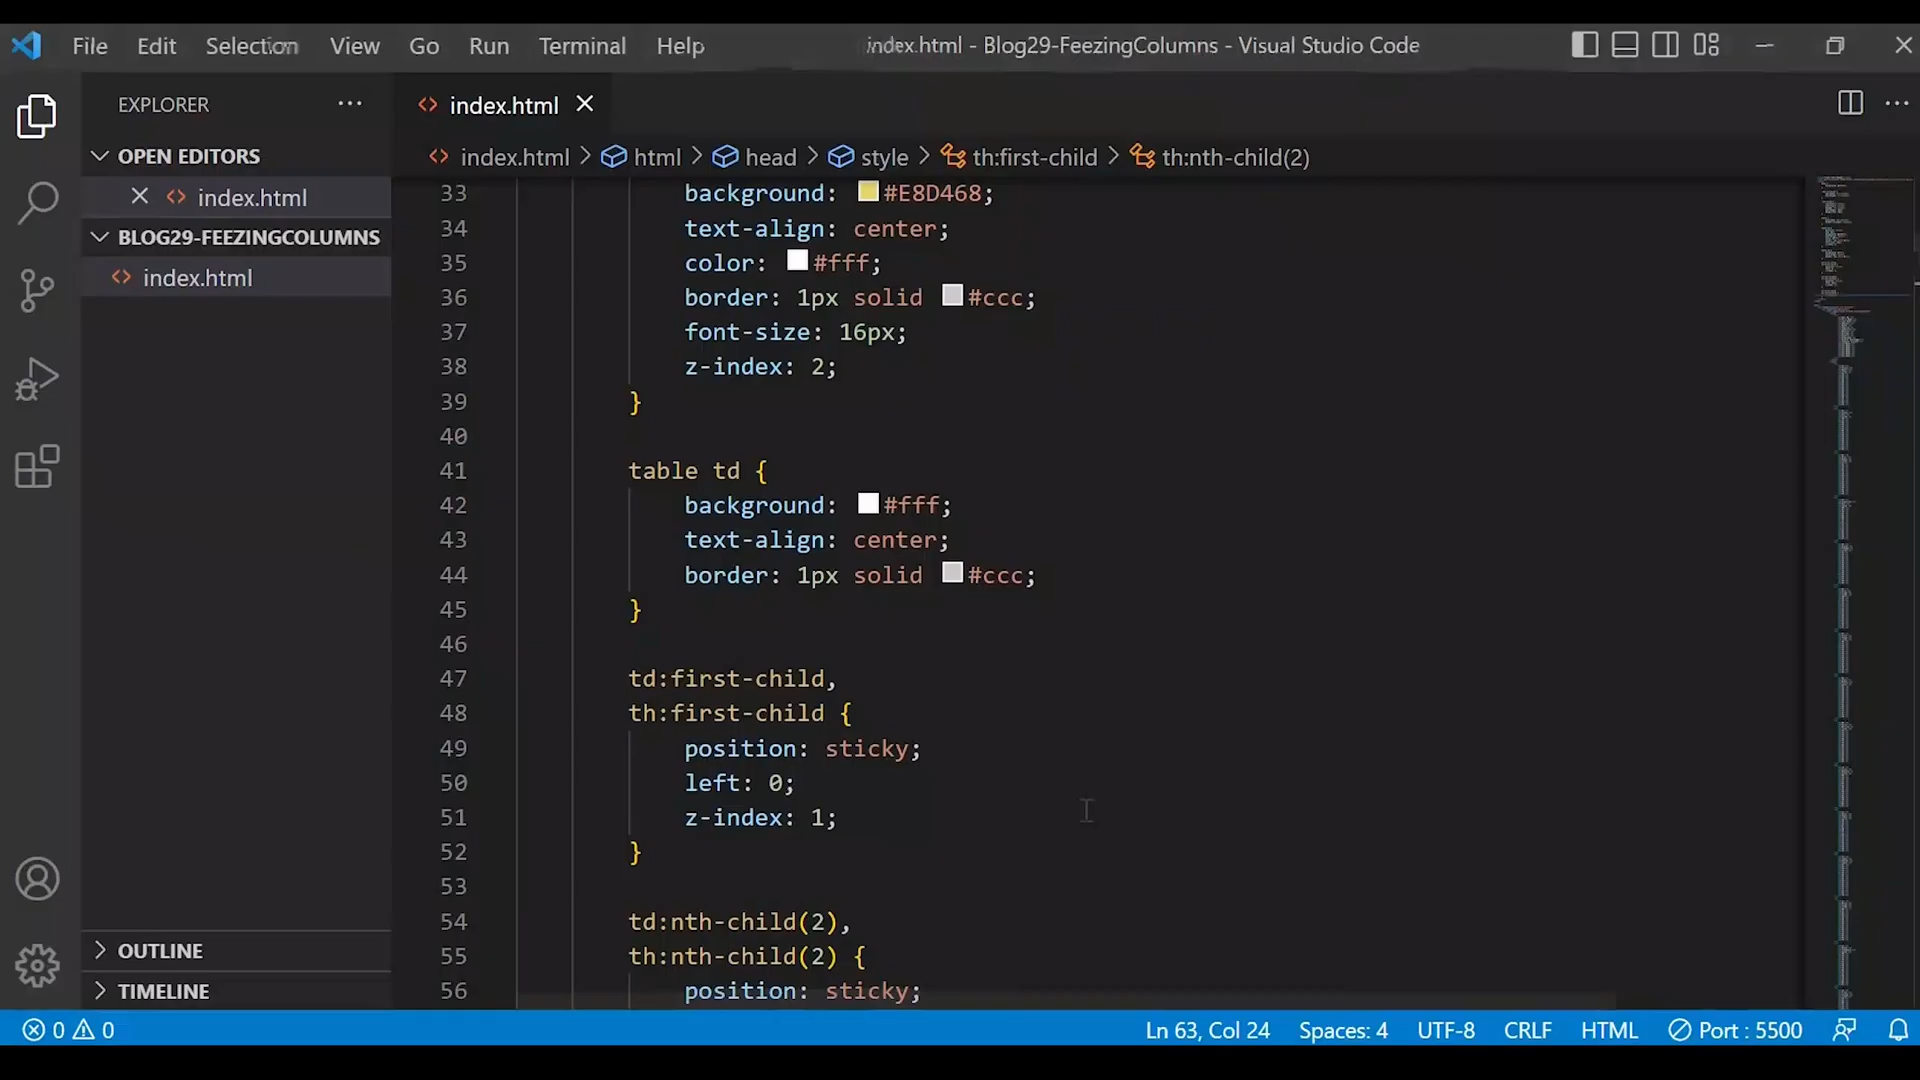 File Edit Selection View Go Run Terminal Help index.html - Blog29-FeezingColumns - Visual Studio Code
EXPLORER
OPEN EDITORS
index.html
BLOG29-FEEZINGCOLUMNS
index.html
OUTLINE
TIMELINE
index.html
index.html html head style th:first-child th:nth-child(2)
33 background: #E8D468;
34 text-align: center;
35 color: #fff;
36 border: 1px solid #ccc;
37 font-size: 16px;
38 z-index: 2;
39 }
40
41 table td {
42 background: #fff;
43 text-align: center;
44 border: 1px solid #ccc;
45 }
46
47 td:first-child,
48 th:first-child {
49 position: sticky;
50 left: 0;
51 z-index: 1;
52 }
53
54 td:nth-child(2),
55 th:nth-child(2) {
56 position: sticky;
0 0 Ln 63, Col 24 Spaces: 4 UTF-8 CRLF HTML Port : 5500